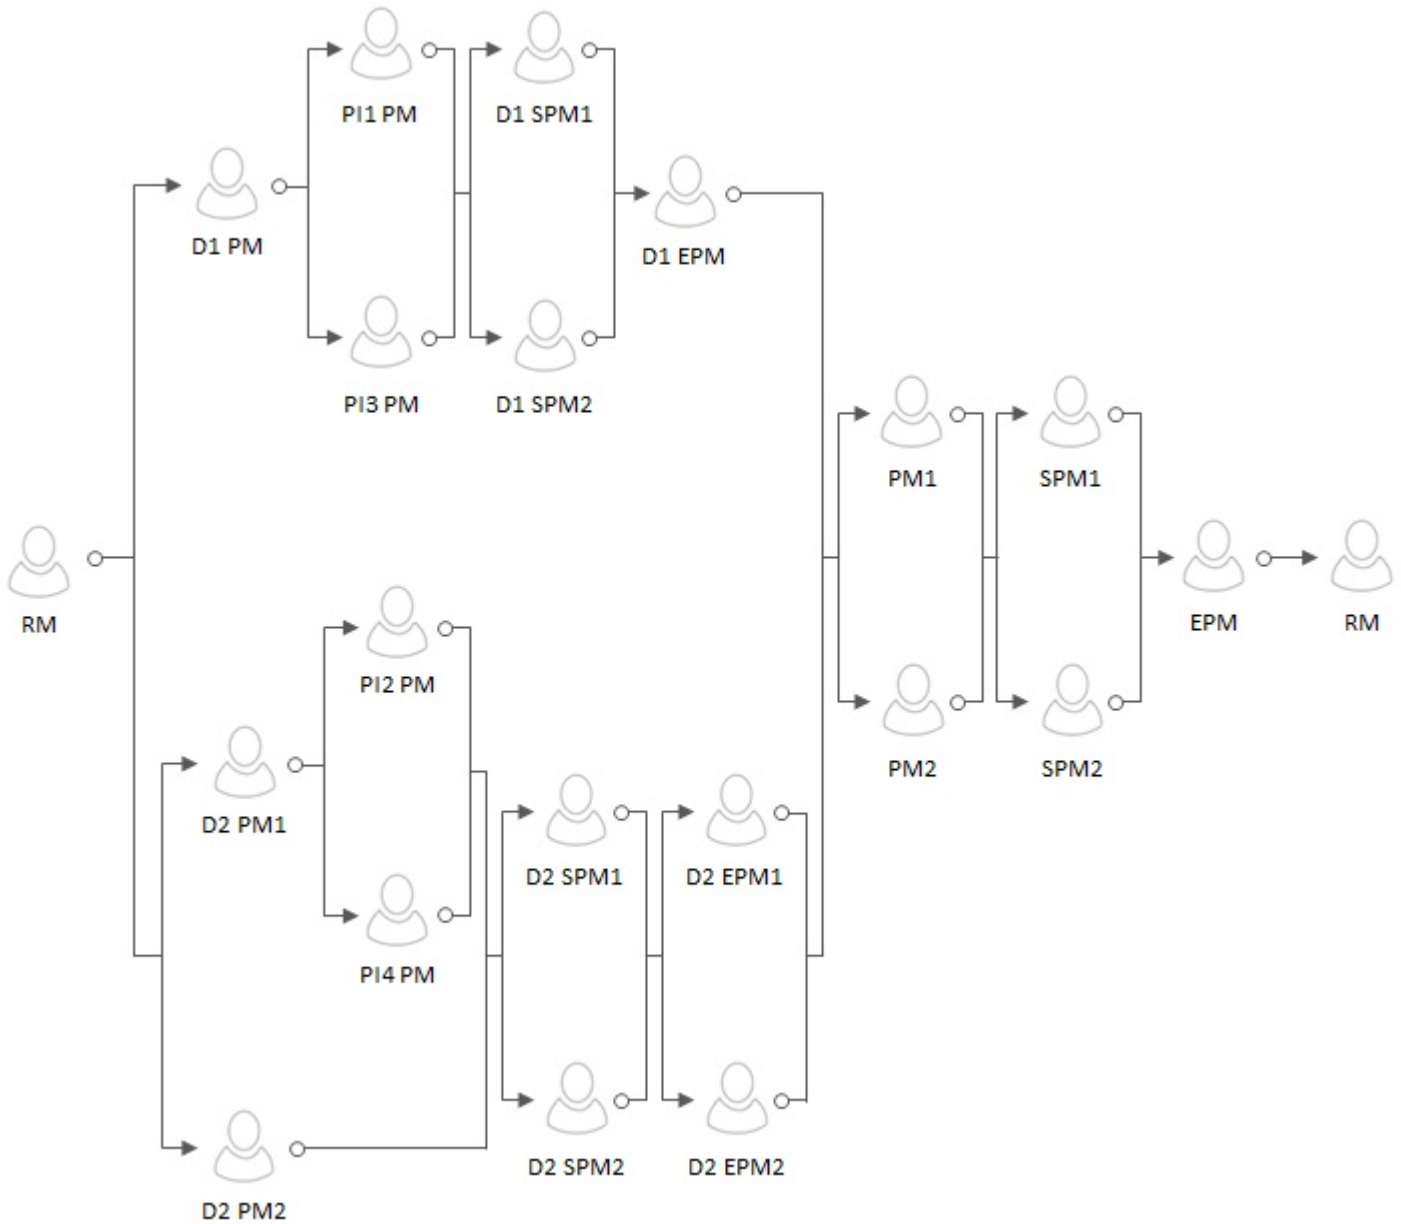 PI1 PM
D1 SPM1
D1 PM
D1 EPM
PI3 PM
D1 SPM2
PM1
SPM1
RM
EPM
RM
PI2 PM
PM2
SPM2
D2 PM1
D2 SPM1
D2 EPM1
PI4 PM
D2 SPM2
D2 EPM2
D2 PM2